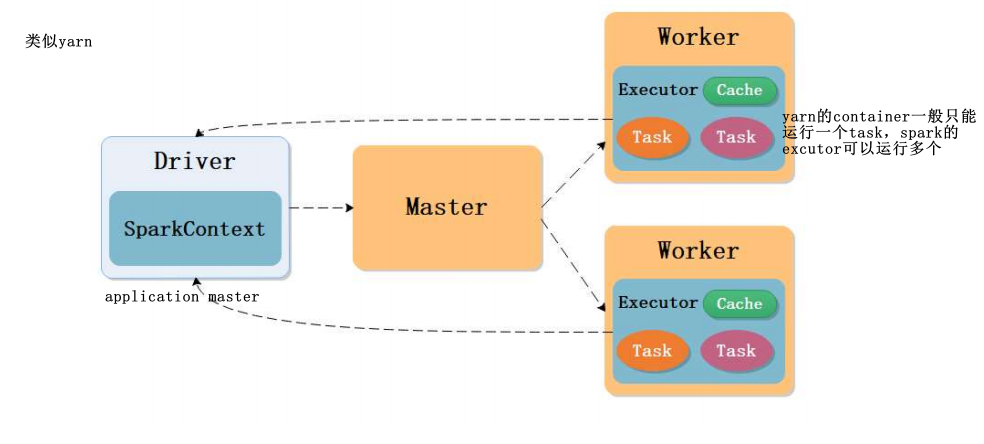 类似yarn
Driver
SparkContext
application master
Master
Worker
Executor
Cache
Task
Task
yarn的container一般只能
运行一个task，spark的
excutor可以运行多个
Worker
Executor
Cache
Task
Task